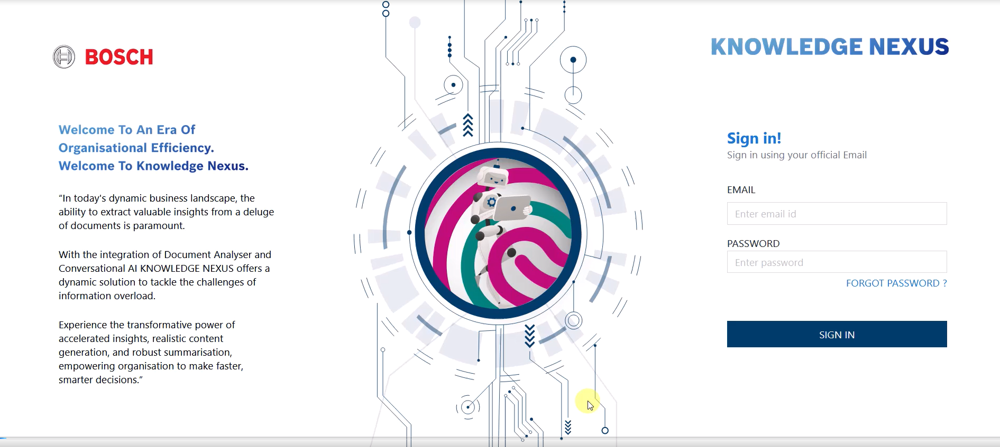 BOSCH
KNOWLEDGE NEXUS
Welcome To An Era Of
Organisational Efficiency.
Welcome To Knowledge Nexus.
“In today's dynamic business landscape, the
ability to extract valuable insights from a deluge
of documents is paramount.
With the integration of Document Analyser and
Conversational AI KNOWLEDGE NEXUS offers a
dynamic solution to tackle the challenges of
information overload.
Experience the transformative power of
accelerated insights, realistic content
generation, and robust summarisation,
empowering organisation to make faster,
smarter decisions.”
Sign in!
Sign in using your official Email
EMAIL
Enter email id
PASSWORD
Enter password
FORGOT PASSWORD ?
SIGN IN